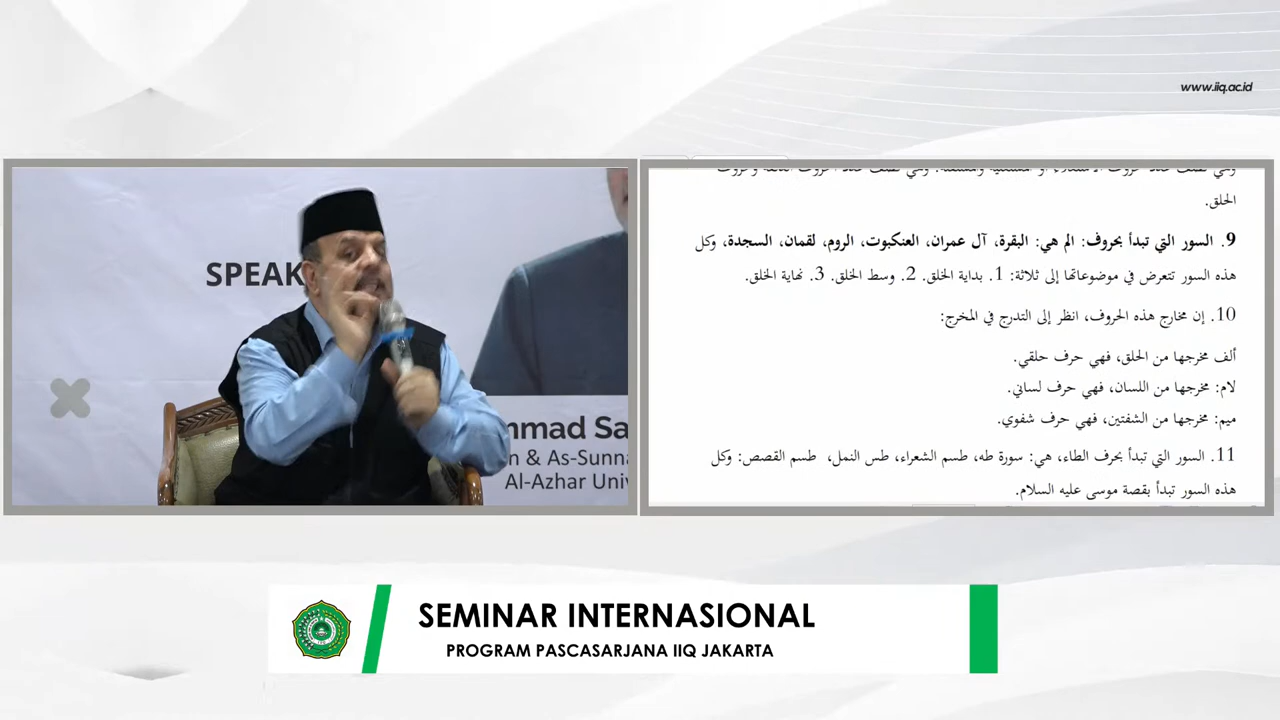 www.iiq.ac.id
SPEAK
mmad Sa
n & As-Sunna
Al-Azhar Univ
الخلق.
9. السور التي تبدأ بحروف: الم هي: البقرة، آل عمران، العنكبوت، الروم، لقمان، السجدة، وكل
هذه السور تتعرض في موضوعاتها إلى ثلاثة: 1. بداية الخلق. 2. وسط الخلق. 3. نهاية الخلق.
10. إن مخارج هذه الحروف، انظر إلى التدرج في المخرج:
ألف مخرجها من الحلق، فهي حرف حلقي.
لام: مخرجها من اللسان، فهي حرف لساني.
ميم: مخرجها من الشفتين، فهي حرف شفوي.
11. السور التي تبدأ بحرف الطاء، هي: سورة طه، طسم الشعراء، طس النمل، طسم القصص: وكل
هذه السور تبدأ بقصة موسى عليه السلام.
SEMINAR INTERNASIONAL
PROGRAM PASCASARJANA IIQ JAKARTA